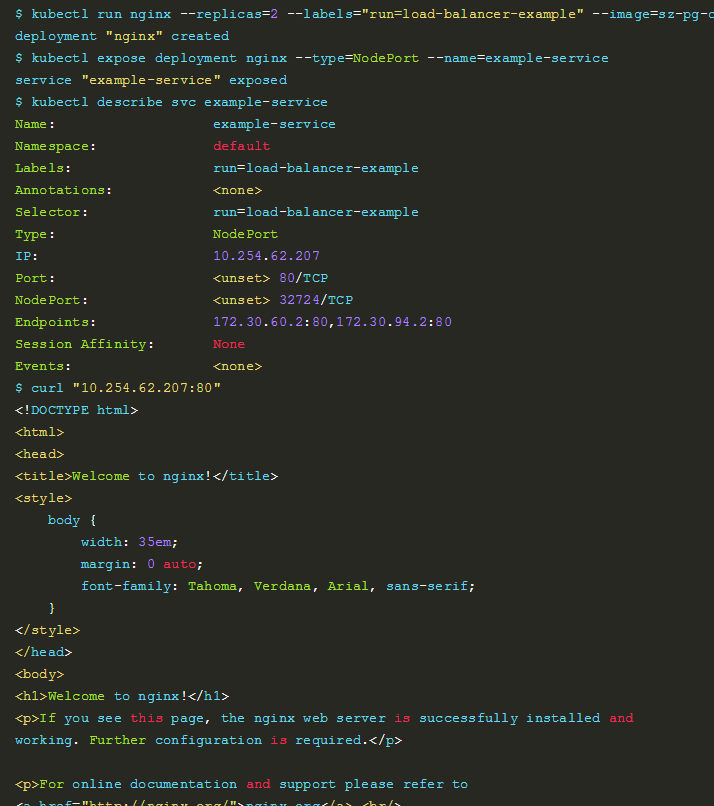 $ kubectl run nginx --replicas=2 --labels="run=load-balancer-example" --image=sz-pg-
deployment "nginx" created
$ kubectl expose deployment nginx --type=NodePort --name=example-service
service "example-service" exposed
$ kubectl describe svc example-service
Name:                   example-service
Namespace:              default
Labels:                 run=load-balancer-example
Annotations:            <none>
Selector:               run=load-balancer-example
Type:                   NodePort
IP:                     10.254.62.207
Port:                   <unset> 80/TCP
NodePort:               <unset> 32724/TCP
Endpoints:              172.30.60.2:80,172.30.94.2:80
Session Affinity:       None
Events:                 <none>
$ curl "10.254.62.207:80"
<!DOCTYPE html>
<html>
<head>
<title>Welcome to nginx!</title>
<style>
    body {
        width: 35em;
        margin: 0 auto;
        font-family: Tahoma, Verdana, Arial, sans-serif;
    }
</style>
</head>
<body>
<h1>Welcome to nginx!</h1>
<p>If you see this page, the nginx web server is successfully installed and
working. Further configuration is required.</p>

<p>For online documentation and support please refer to
<a href="http://nginx.org/">nginx.org</a>.<br/>